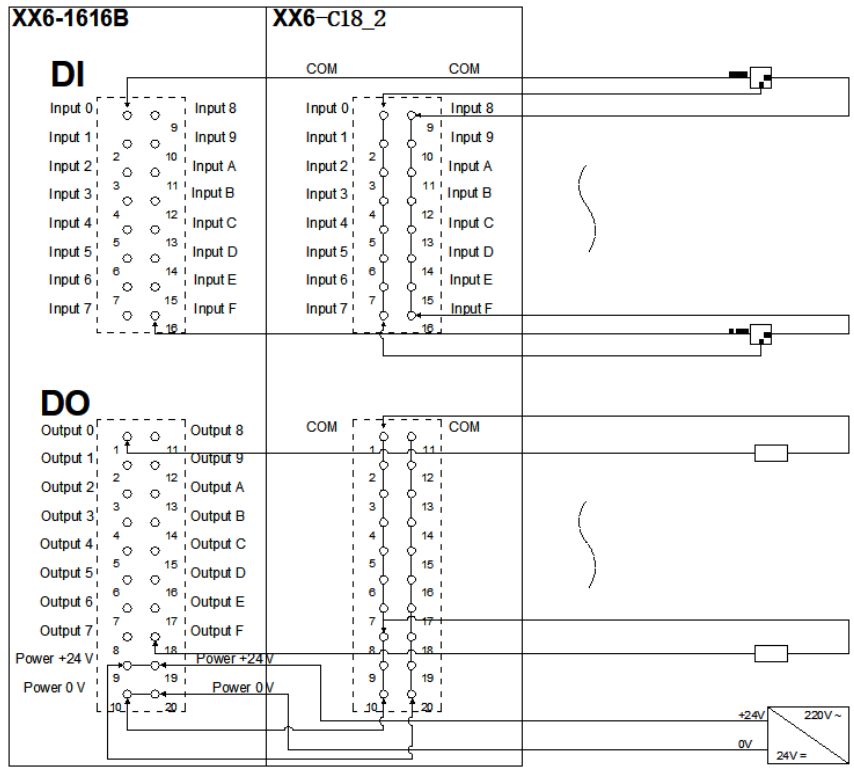 XX6-1616B XX6-C18_2
DI COM COM
Input 0 Input 8 Input 0 Input 8
9 9
Input 1 Input 9 Input 1 Input 9
2 10 2 10
Input 2 Input A Input 2 Input A
3 11 3 11
Input 3 Input B Input 3 Input B
4 12 4 12
Input 4 Input C Input 4 Input C
5 13 5 13
Input 5 Input D Input 5 Input D
6 14 6 14
Input 6 Input E Input 6 Input E
7 15 7 15
Input 7 Input F Input 7 Input F
16 16
DO
Output 0 Output 8 COM COM
1 11 1 11
Output 1 Output 9
2 12 2 12
Output 2 Output A
3 13 3 13
Output 3 Output B
4 14 4 14
Output 4 Output C
5 15 5 15
Output 5 Output D
6 16 6 16
Output 6 Output E
7 17 7 17
Output 7 Output F
8 18 8 18
Power +24 V Power +24 V
9 19 9 19
Power 0 V Power 0 V
10 20 10 20
+24V 220V ~
0V
24V =